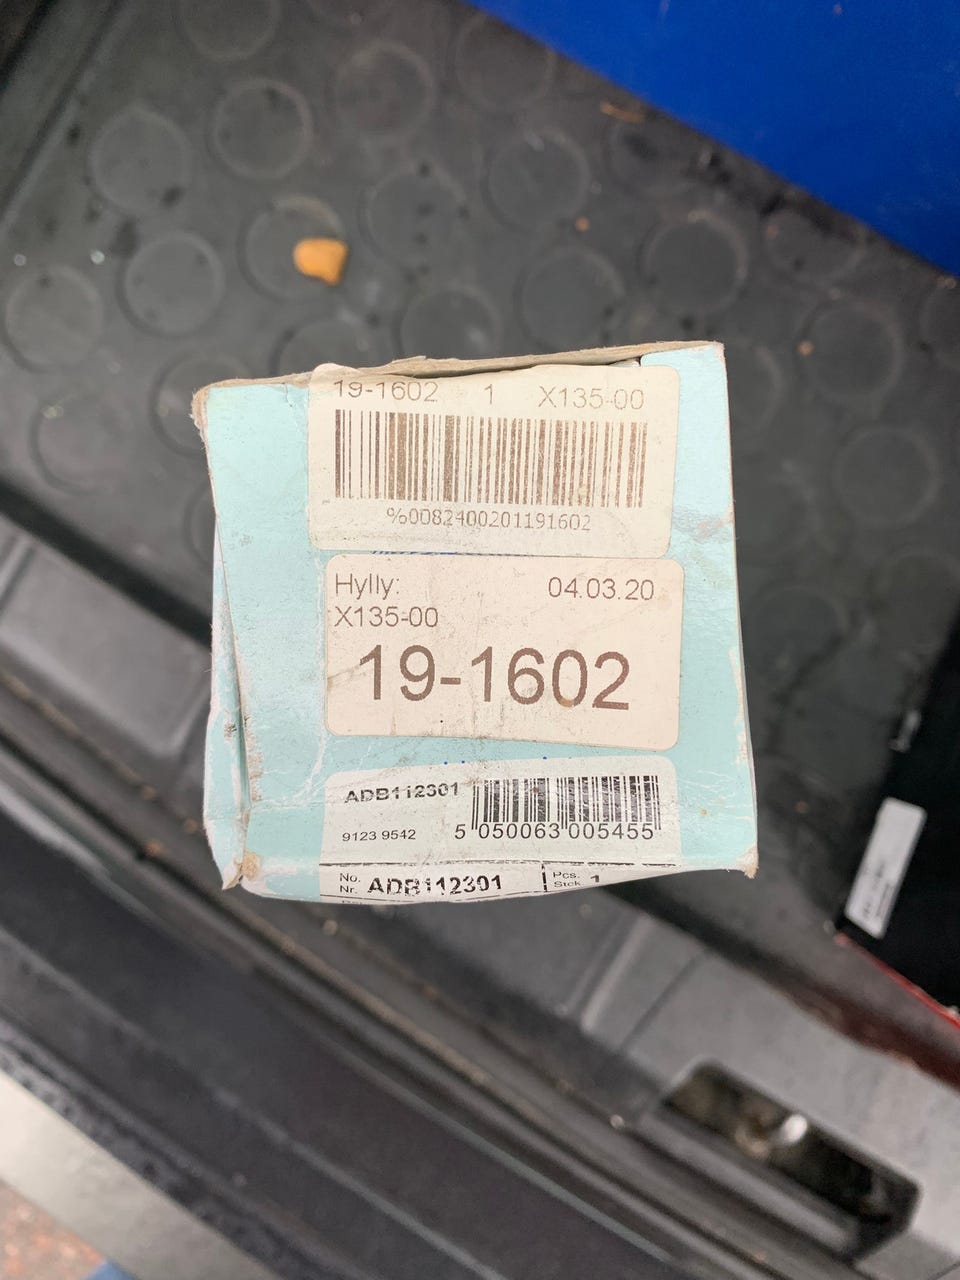 19-1602 1 X135-00
%0082400201191602
Hylly: 04.03.20
X135-00
19-1602
ADB112301
9123 9542 5 050063 005455
No. Pcs.
Nr. ADB112301 Stck 1